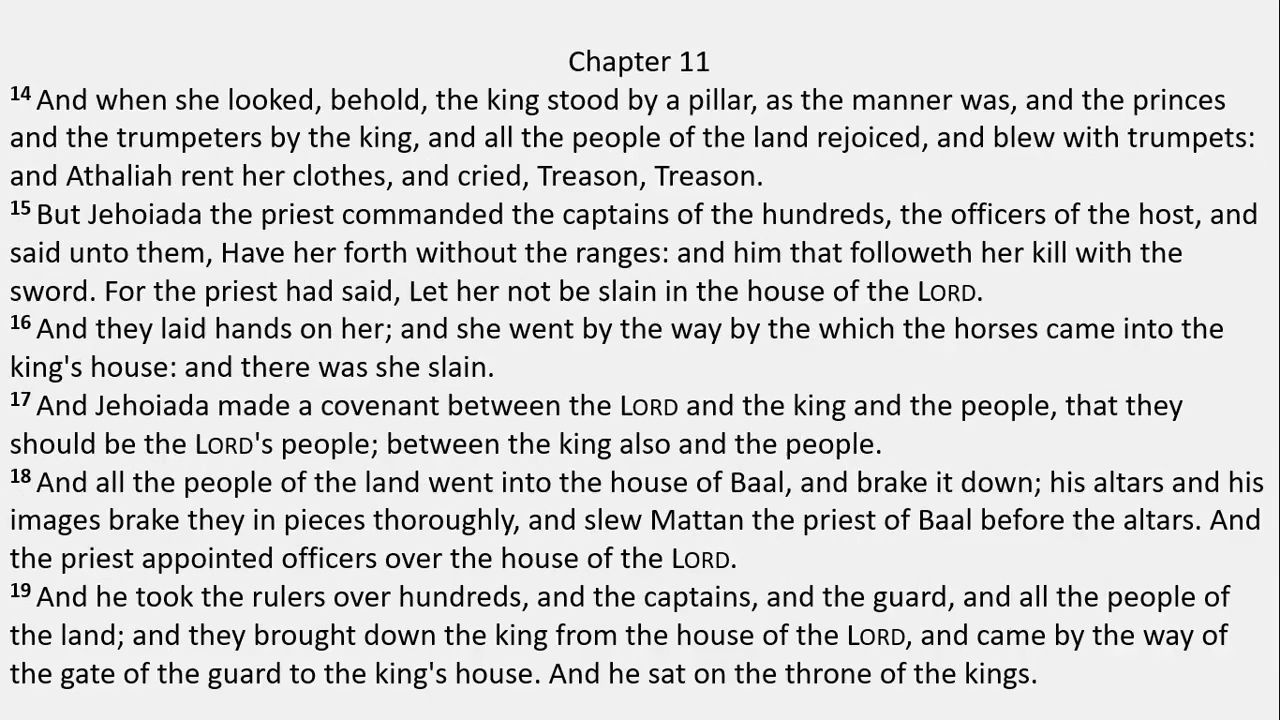 Chapter 11
14 And when she looked, behold, the king stood by a pillar, as the manner was, and the princes
and the trumpeters by the king, and all the people of the land rejoiced, and blew with trumpets:
and Athaliah rent her clothes, and cried, Treason, Treason.
15 But Jehoiada the priest commanded the captains of the hundreds, the officers of the host, and
said unto them, Have her forth without the ranges: and him that followeth her kill with the
sword. For the priest had said, Let her not be slain in the house of the LORD.
16 And they laid hands on her; and she went by the way by the which the horses came into the
king's house: and there was she slain.
17 And Jehoiada made a covenant between the LORD and the king and the people, that they
should be the LORD's people; between the king also and the people.
18 And all the people of the land went into the house of Baal, and brake it down; his altars and his
images brake they in pieces thoroughly, and slew Mattan the priest of Baal before the altars. And
the priest appointed officers over the house of the LORD.
19 And he took the rulers over hundreds, and the captains, and the guard, and all the people of
the land; and they brought down the king from the house of the LORD, and came by the way of
the gate of the guard to the king's house. And he sat on the throne of the kings.